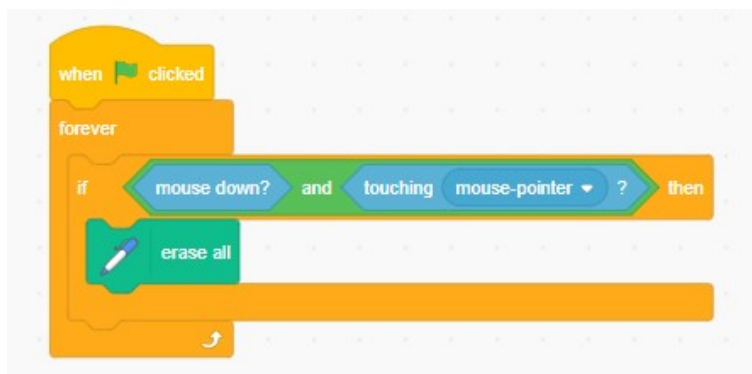 when clicked
forever
if mouse down? and touching mouse-pointer ? then
erase all